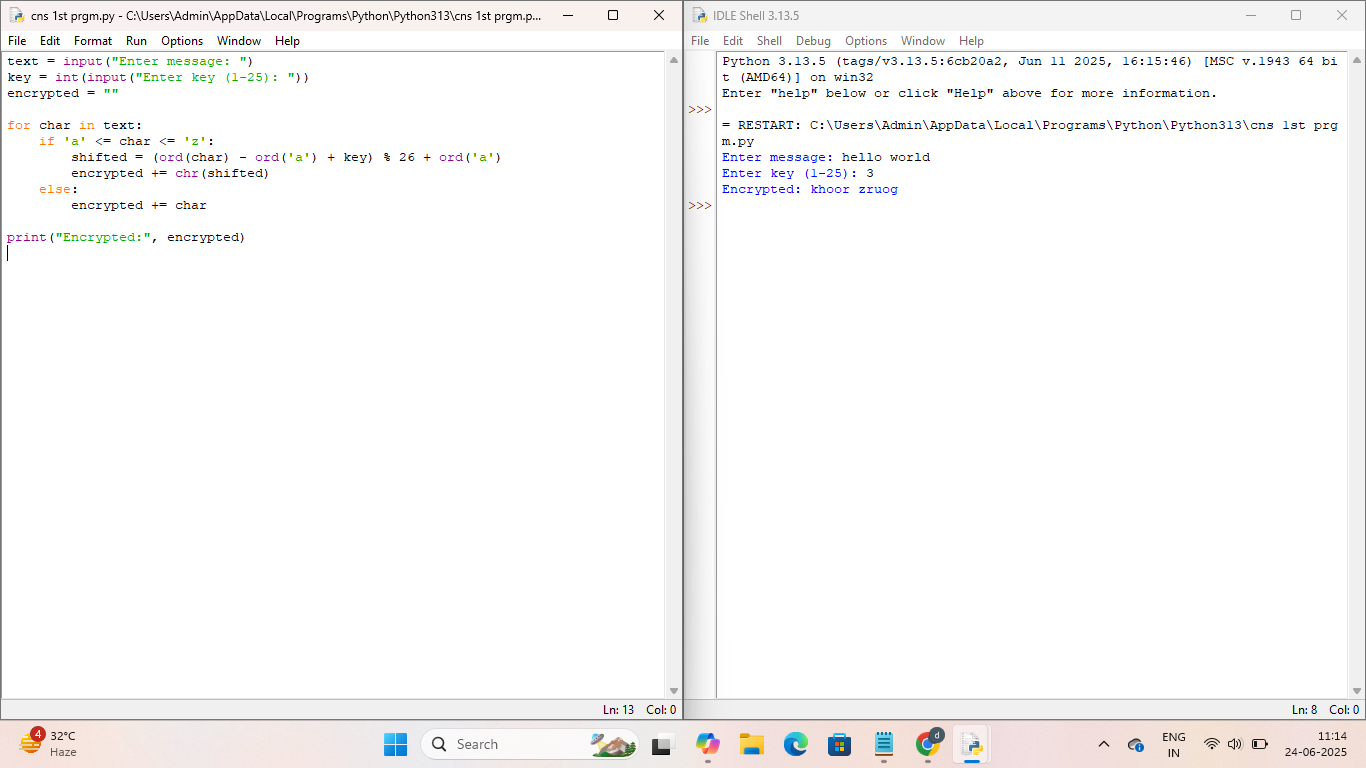 cns 1st prgm.py - C:\Users\Admin\AppData\Local\Programs\Python\Python313\cns 1st prgm.p...
File Edit Format Run Options Window Help
text = input("Enter message: ")
key = int(input("Enter key (1-25): "))
encrypted = ""
for char in text:
    if 'a' <= char <= 'z':
        shifted = (ord(char) - ord('a') + key) % 26 + ord('a')
        encrypted += chr(shifted)
    else:
        encrypted += char
print("Encrypted:", encrypted)
Ln: 13 Col: 0
IDLE Shell 3.13.5
File Edit Shell Debug Options Window Help
Python 3.13.5 (tags/v3.13.5:6cb20a2, Jun 11 2025, 16:15:46) [MSC v.1943 64 bi
t (AMD64)] on win32
Enter "help" below or click "Help" above for more information.
>>>
= RESTART: C:\Users\Admin\AppData\Local\Programs\Python\Python313\cns 1st prg
m.py
Enter message: hello world
Enter key (1-25): 3
Encrypted: khoor zruog
>>>
Ln: 8 Col: 0
4
32°C
Haze
Search
d
ENG
IN
11:14
24-06-2025